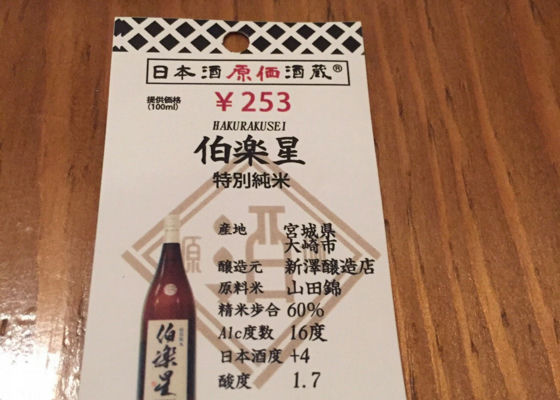 日本酒原価酒蔵®
提供価格
(100ml)
¥253
HAKURAKUSEI
伯楽星
特別純米
産地 宮城県
大崎市
醸造元 新澤醸造店
原料米 山田錦
精米歩合 60%
Alc度数 16度
日本酒度 +4
酸度 1.7
原酒
伯楽星